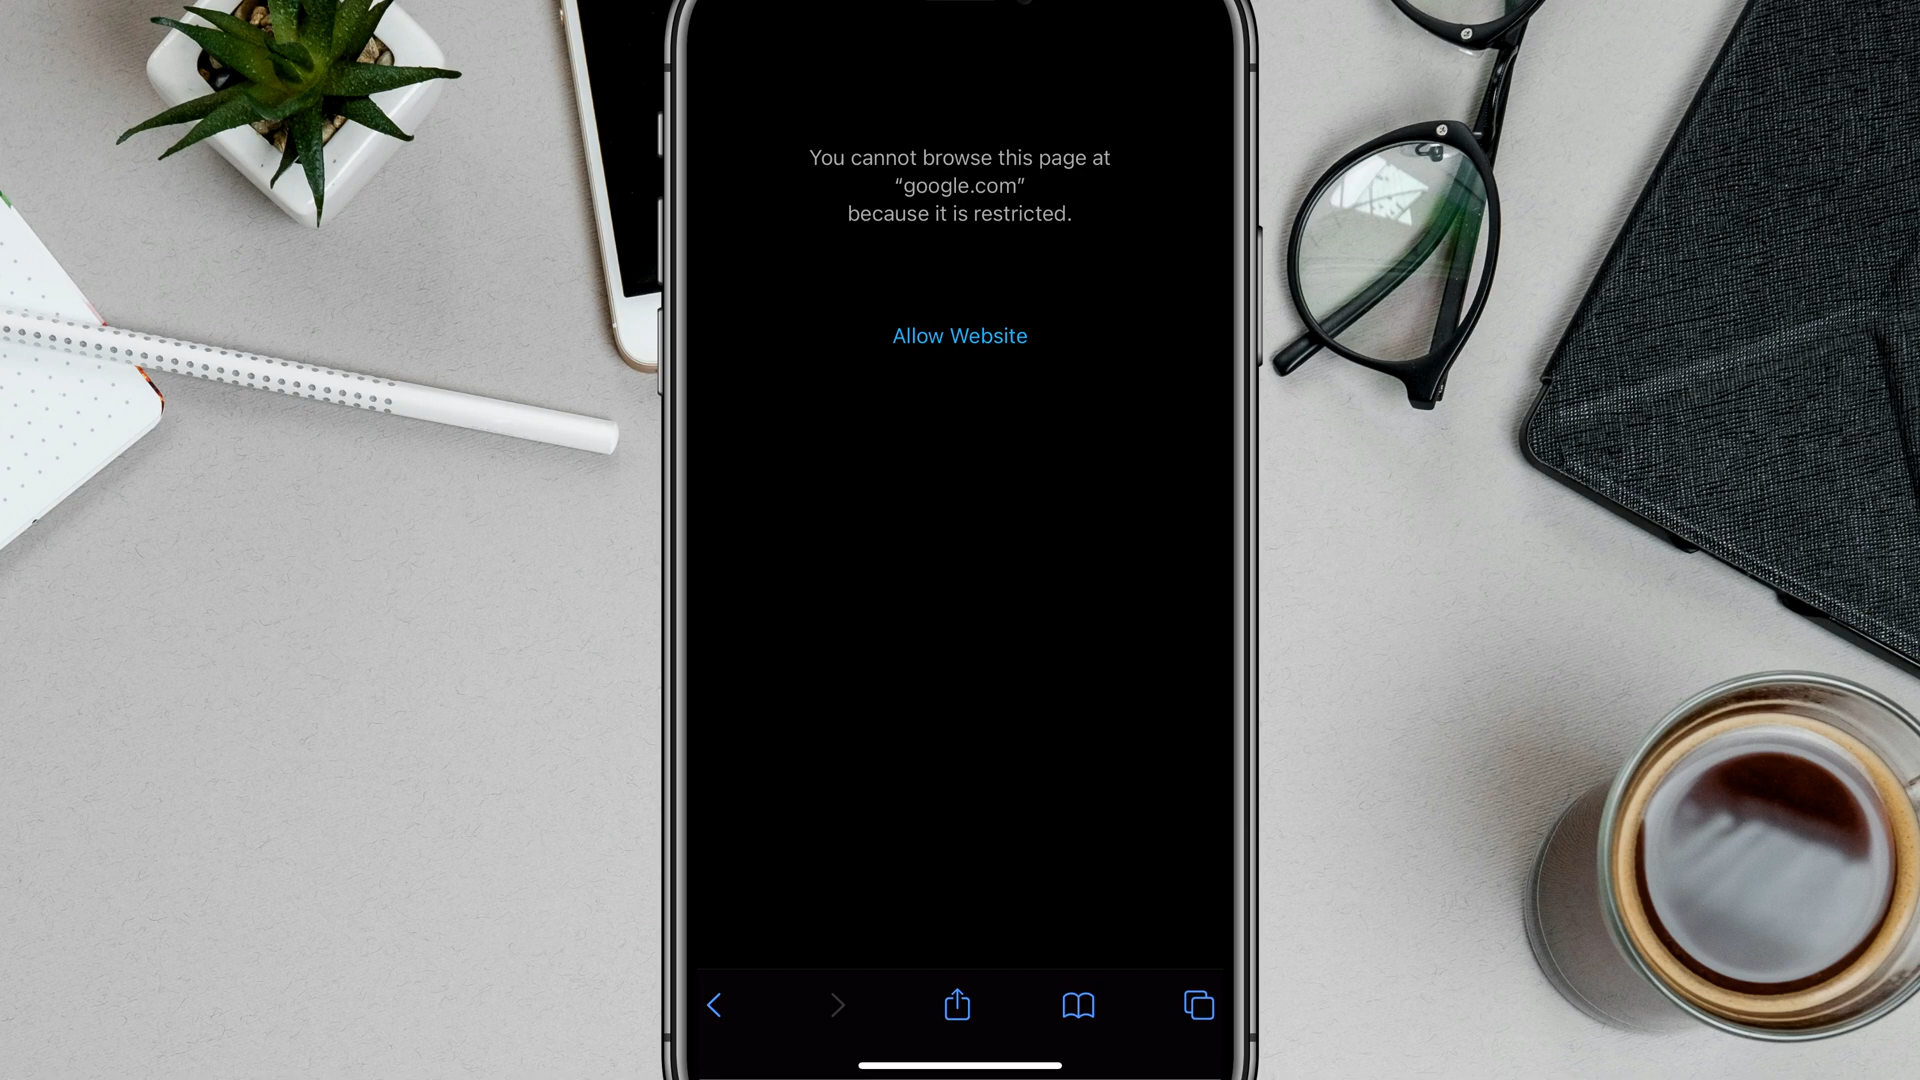 You cannot browse this page at
“google.com”
because it is restricted.
Allow Website